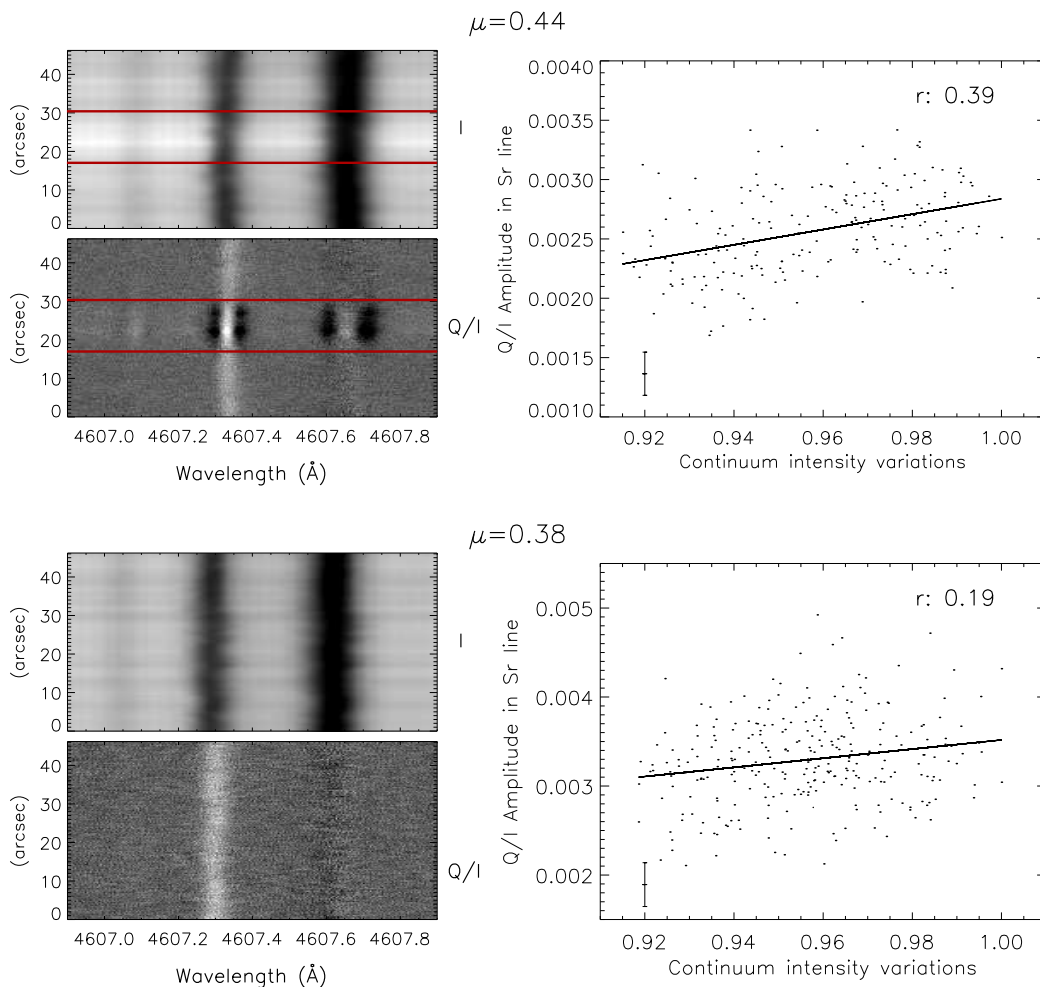 μ=0.44
40
30
20
10
0
(arcsec)
I
40
30
20
10
0
(arcsec)
Q/I
4607.0 4607.2 4607.4 4607.6 4607.8
Wavelength (Å)
r: 0.39
0.0040
0.0035
0.0030
0.0025
0.0020
0.0015
0.0010
Q/I Amplitude in Sr line
0.92 0.94 0.96 0.98 1.00
Continuum intensity variations
μ=0.38
40
30
20
10
0
(arcsec)
I
40
30
20
10
0
(arcsec)
Q/I
4607.0 4607.2 4607.4 4607.6 4607.8
Wavelength (Å)
r: 0.19
0.005
0.004
0.003
0.002
Q/I Amplitude in Sr line
0.92 0.94 0.96 0.98 1.00
Continuum intensity variations